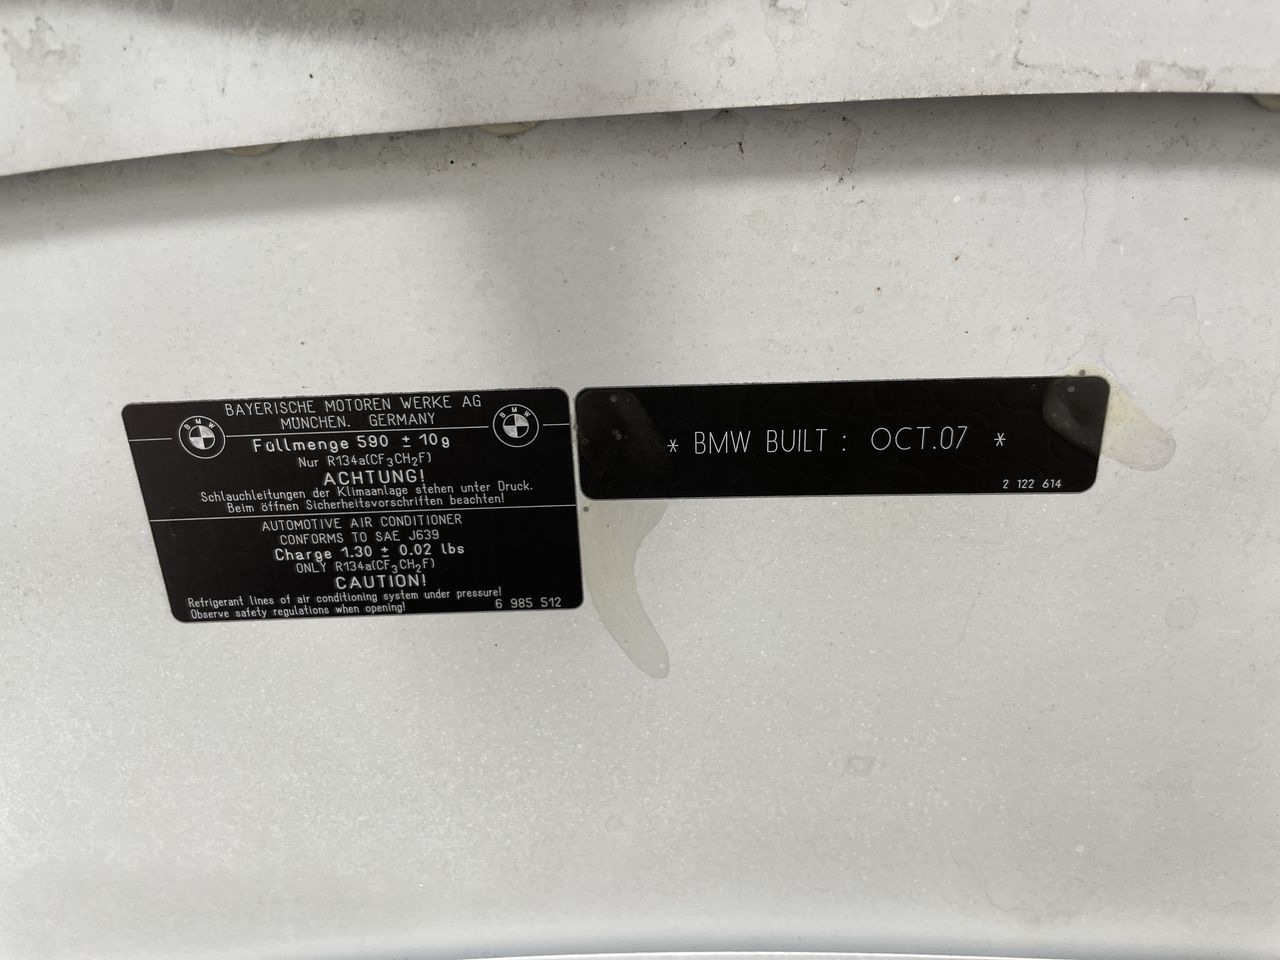 BAYERISCHE MOTOREN WERKE AG
MÜNCHEN. GERMANY
BMW
BMW
Füllmenge 590 ± 10g
Nur R134a(CF₃CH₂F)
ACHTUNG!
Schlauchleitungen der Klimaanlage stehen unter Druck.
Beim öffnen Sicherheitsvorschriften beachten!
AUTOMOTIVE AIR CONDITIONER
CONFORMS TO SAE J639
Charge 1.30 ± 0.02 lbs
ONLY R134a(CF₃CH₂F)
CAUTION!
Refrigerant lines of air conditioning system under pressure!
Observe safety regulations when opening!
6 985 512
* BMW BUILT : OCT.07 *
2 122 614